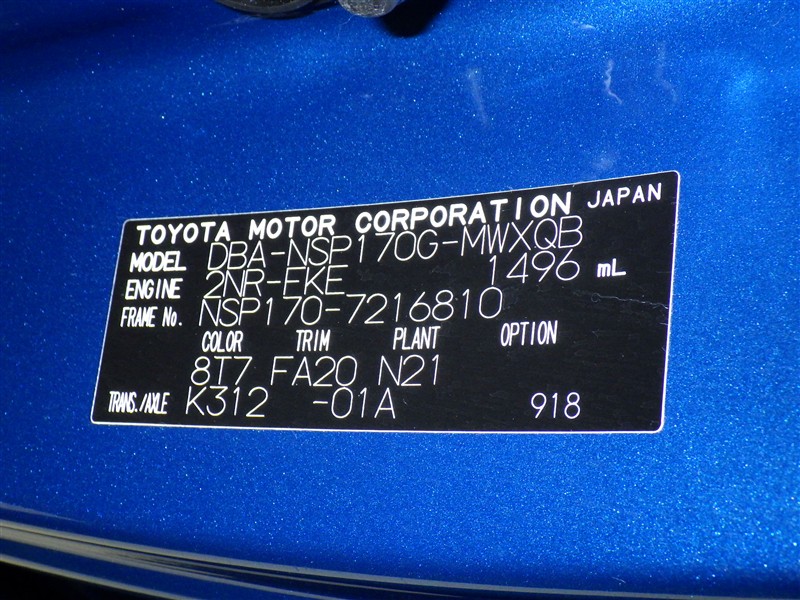 TOYOTA MOTOR CORPORATION JAPAN
MODEL DBA-NSP170G-MWXQB
ENGINE 2NR-FKE 1496 mL
FRAME No. NSP170-7216810
COLOR TRIM PLANT OPTION
8T7 FA20 N21
TRANS./AXLE K312 -01A 918